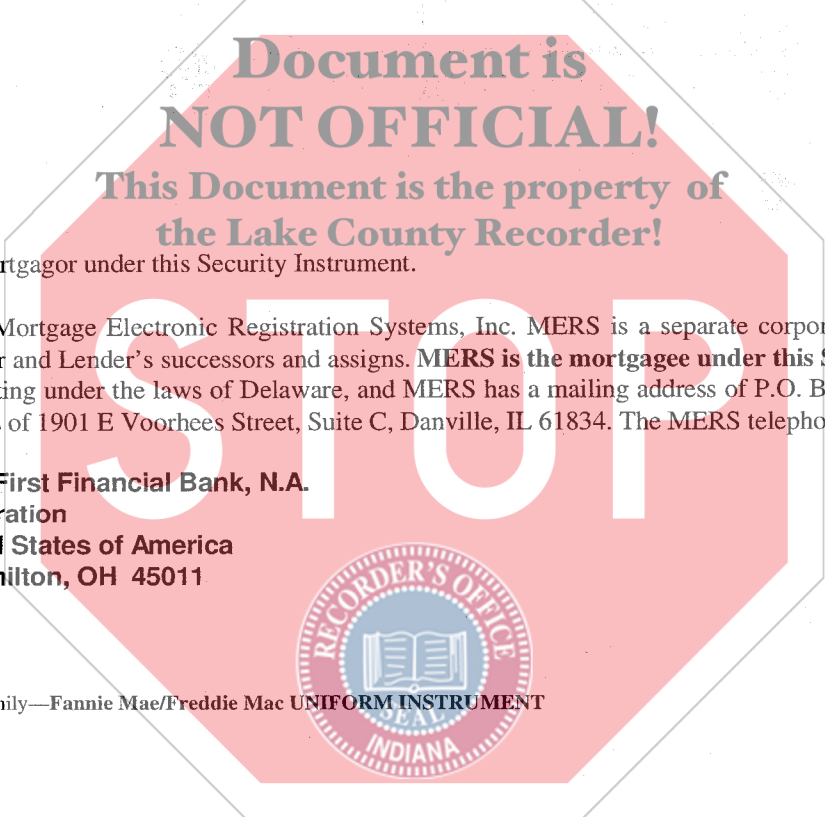 Document is
NOT OFFICIAL!
This Document is the property of
the Lake County Recorder!
rtgagor under this Security Instrument.
Mortgage Electronic Registration Systems, Inc. MERS is a separate corpor
r and Lender's successors and assigns. MERS is the mortgagee under this S
ting under the laws of Delaware, and MERS has a mailing address of P.O. B
s of 1901 E Voorhees Street, Suite C, Danville, IL 61834. The MERS telepho
STOP
First Financial Bank, N.A.
ration
d States of America
nilton, OH 45011
RECORDER'S OFFICE
SEAL
INDIANA
nily—Fannie Mae/Freddie Mac UNIFORM INSTRUMENT